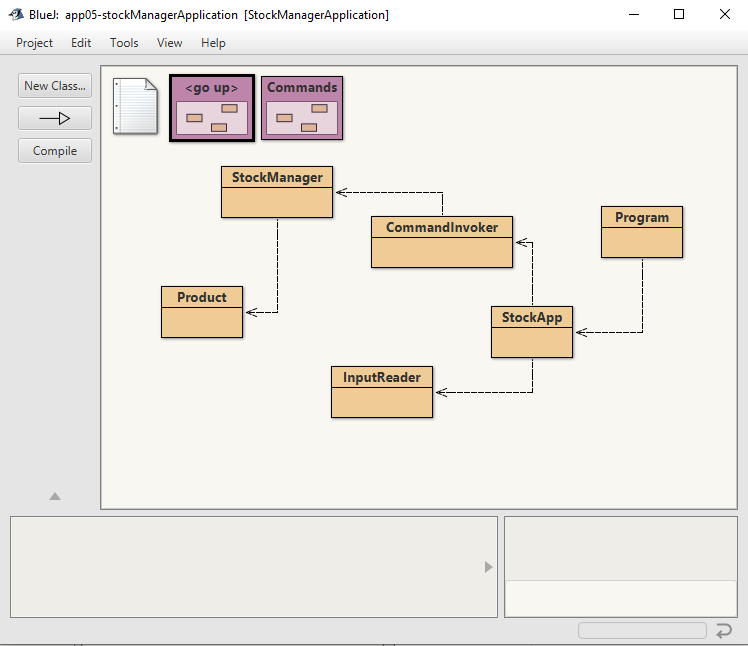 BlueJ: app05-stockManagerApplication [StockManagerApplication]
Project Edit Tools View Help
New Class...
Compile
<go up>
Commands
StockManager
CommandInvoker
Program
Product
StockApp
InputReader